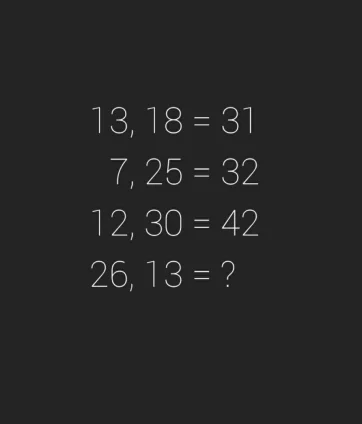 13, 18 = 31
7, 25 = 32
12, 30 = 42
26, 13 = ?